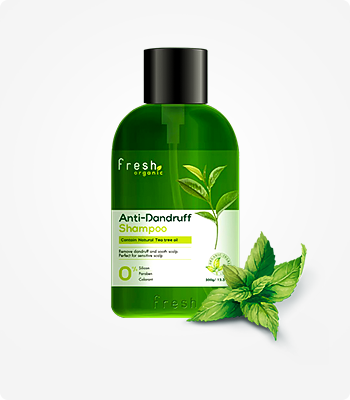 fresh
organic
Anti-Dandruff
Shampoo
Contain Natural Tea tree oil
Remove dandruff and sooth scalp.
Perfect for sensitive scalp
0%
Silicon
Paraben
Colorant
fresh